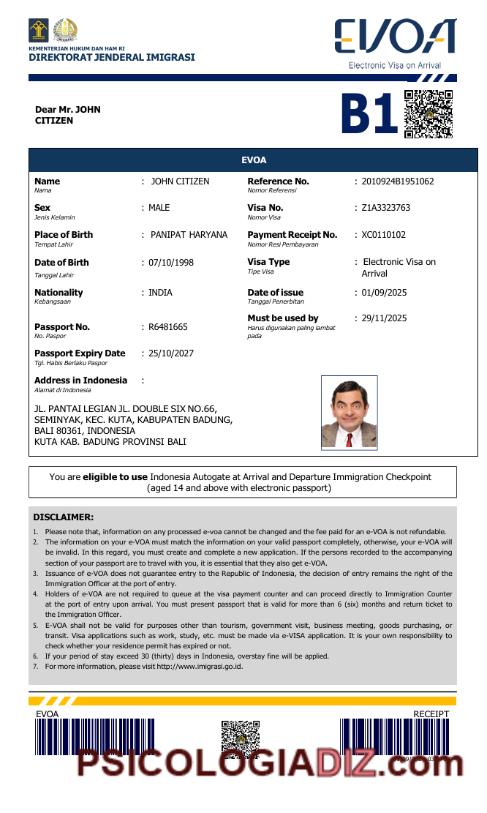 KEMENTERIAN HUKUM DAN HAM RI
DIREKTORAT JENDERAL IMIGRASI
EVOA
Electronic Visa on Arrival
Dear Mr. JOHN
CITIZEN
B1
EVOA
Name : JOHN CITIZEN
Nama
Reference No. : 2010924B1951062
Nomor Referensi
Sex : MALE
Jenis Kelamin
Visa No. : Z1A3323763
Nomor Visa
Place of Birth : PANIPAT HARYANA
Tempat Lahir
Payment Receipt No. : XC0110102
Nomor Resi Pembayaran
Date of Birth : 07/10/1998
Tanggal Lahir
Visa Type : Electronic Visa on
Arrival
Tipe Visa
Nationality : INDIA
Kebangsaan
Date of issue : 01/09/2025
Tanggal Penerbitan
Passport No. : R6481665
No. Paspor
Must be used by : 29/11/2025
Harus digunakan paling lambat
pada
Passport Expiry Date : 25/10/2027
Tgl. Habis Berlaku Paspor
Address in Indonesia :
Alamat di Indonesia
JL. PANTAI LEGIAN JL. DOUBLE SIX NO.66,
SEMINYAK, KEC. KUTA, KABUPATEN BADUNG,
BALI 80361, INDONESIA
KUTA KAB. BADUNG PROVINSI BALI
You are eligible to use Indonesia Autogate at Arrival and Departure Immigration Checkpoint
(aged 14 and above with electronic passport)
DISCLAIMER:
1. Please note that, information on any processed e-voa cannot be changed and the fee paid for an e-VOA is not refundable.
2. The information on your e-VOA must match the information on your valid passport completely, otherwise, your e-VOA will
be invalid. In this regard, you must create and complete a new application. If the persons recorded to the accompanying
section of your passport are to travel with you, it is essential that they also get e-VOA.
3. Issuance of e-VOA does not guarantee entry to the Republic of Indonesia, the decision of entry remains the right of the
Immigration Officer at the port of entry.
4. Holders of e-VOA are not required to queue at the visa payment counter and can proceed directly to Immigration Counter
at the port of entry upon arrival. You must present passport that is valid for more than 6 (six) months and return ticket to
the Immigration Officer.
5. E-VOA shall not be valid for purposes other than tourism, government visit, business meeting, goods purchasing, or
transit. Visa applications such as work, study, etc. must be made via e-VISA application. It is your own responsibility to
check whether your residence permit has expired or not.
6. If your period of stay exceed 30 (thirty) days in Indonesia, overstay fine will be applied.
7. For more information, please visit http://www.imigrasi.go.id.
EVOA
RECEIPT
PSICOLOGIADIZ.com